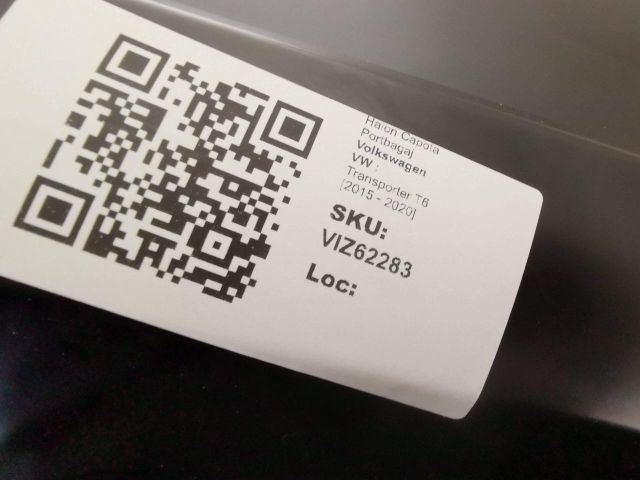 Haion Capota
Portbagaj
Volkswagen
VW :
Transporter T6
[2015 - 2020]
SKU:
VIZ62283
Loc: